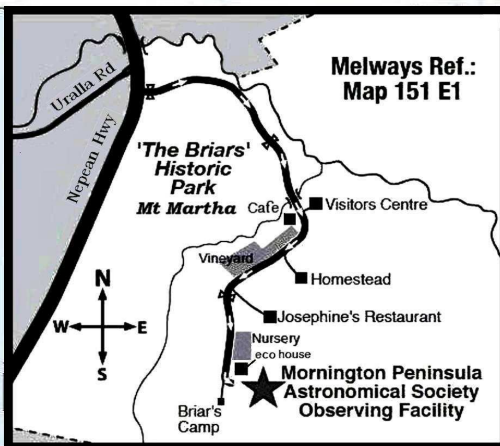 Melways Ref.:
Map 151 E1
Uralla Rd
Nepean Hwy
'The Briars'
Historic
Park
Mt Martha
Cafe
Visitors Centre
Vineyard
Homestead
N
W E
S
Josephine's Restaurant
Nursery
eco house
Mornington Peninsula
Astronomical Society
Observing Facility
Briar's
Camp